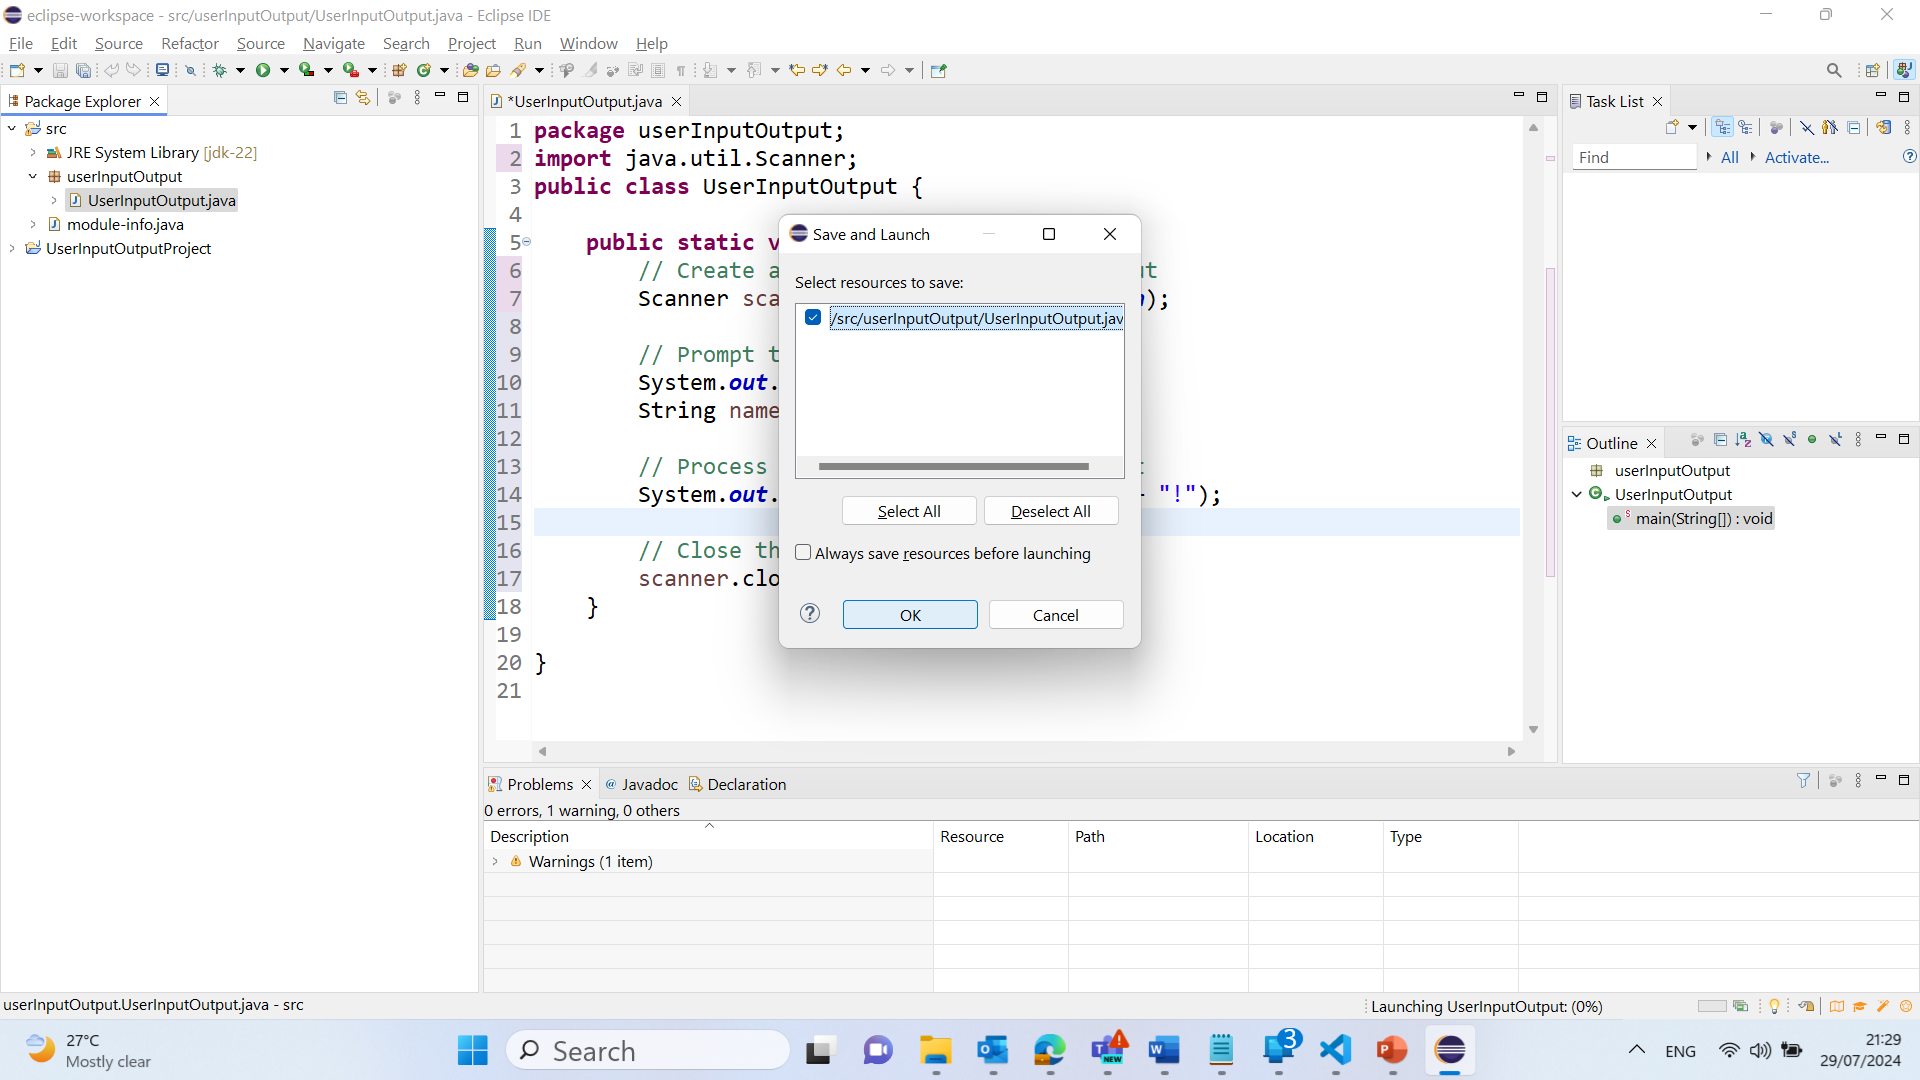 eclipse-workspace - src/userInputOutput/UserInputOutput.java - Eclipse IDE
File Edit Source Refactor Source Navigate Search Project Run Window Help
Package Explorer
src
JRE System Library [jdk-22]
userInputOutput
UserInputOutput.java
module-info.java
UserInputOutputProject
*UserInputOutput.java
1 package userInputOutput;
2 import java.util.Scanner;
3 public class UserInputOutput {
4
5 public static v
6 // Create a
7 Scanner sca );
8
9 // Prompt t
10 System.out.
11 String name
12
13 // Process
14 System.out. "!");
15
16 // Close th
17 scanner.clo
18 }
19
20 }
21
Save and Launch
Select resources to save:
/src/userInputOutput/UserInputOutput.jav
Select All Deselect All
Always save resources before launching
OK Cancel
Task List
Find All Activate...
Outline
userInputOutput
UserInputOutput
main(String[]) : void
Problems Javadoc Declaration
0 errors, 1 warning, 0 others
Description Resource Path Location Type
Warnings (1 item)
userInputOutput.UserInputOutput.java - src
Launching UserInputOutput: (0%)
27°C
Mostly clear
Search
NEW
3
ENG
21:29
29/07/2024